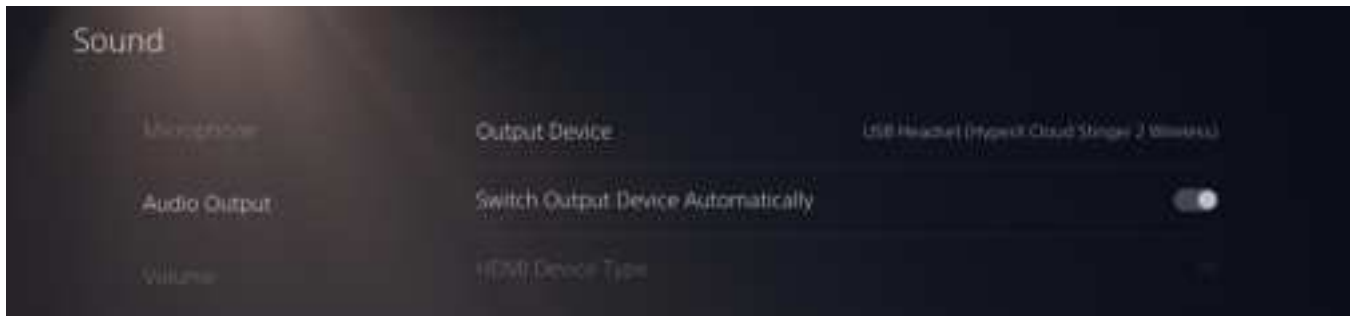 Sound
Microphone
Output Device
USB Headset (HyperX Cloud Stinger 2 Wireless)
Audio Output
Switch Output Device Automatically
Volume
HDMI Device Type